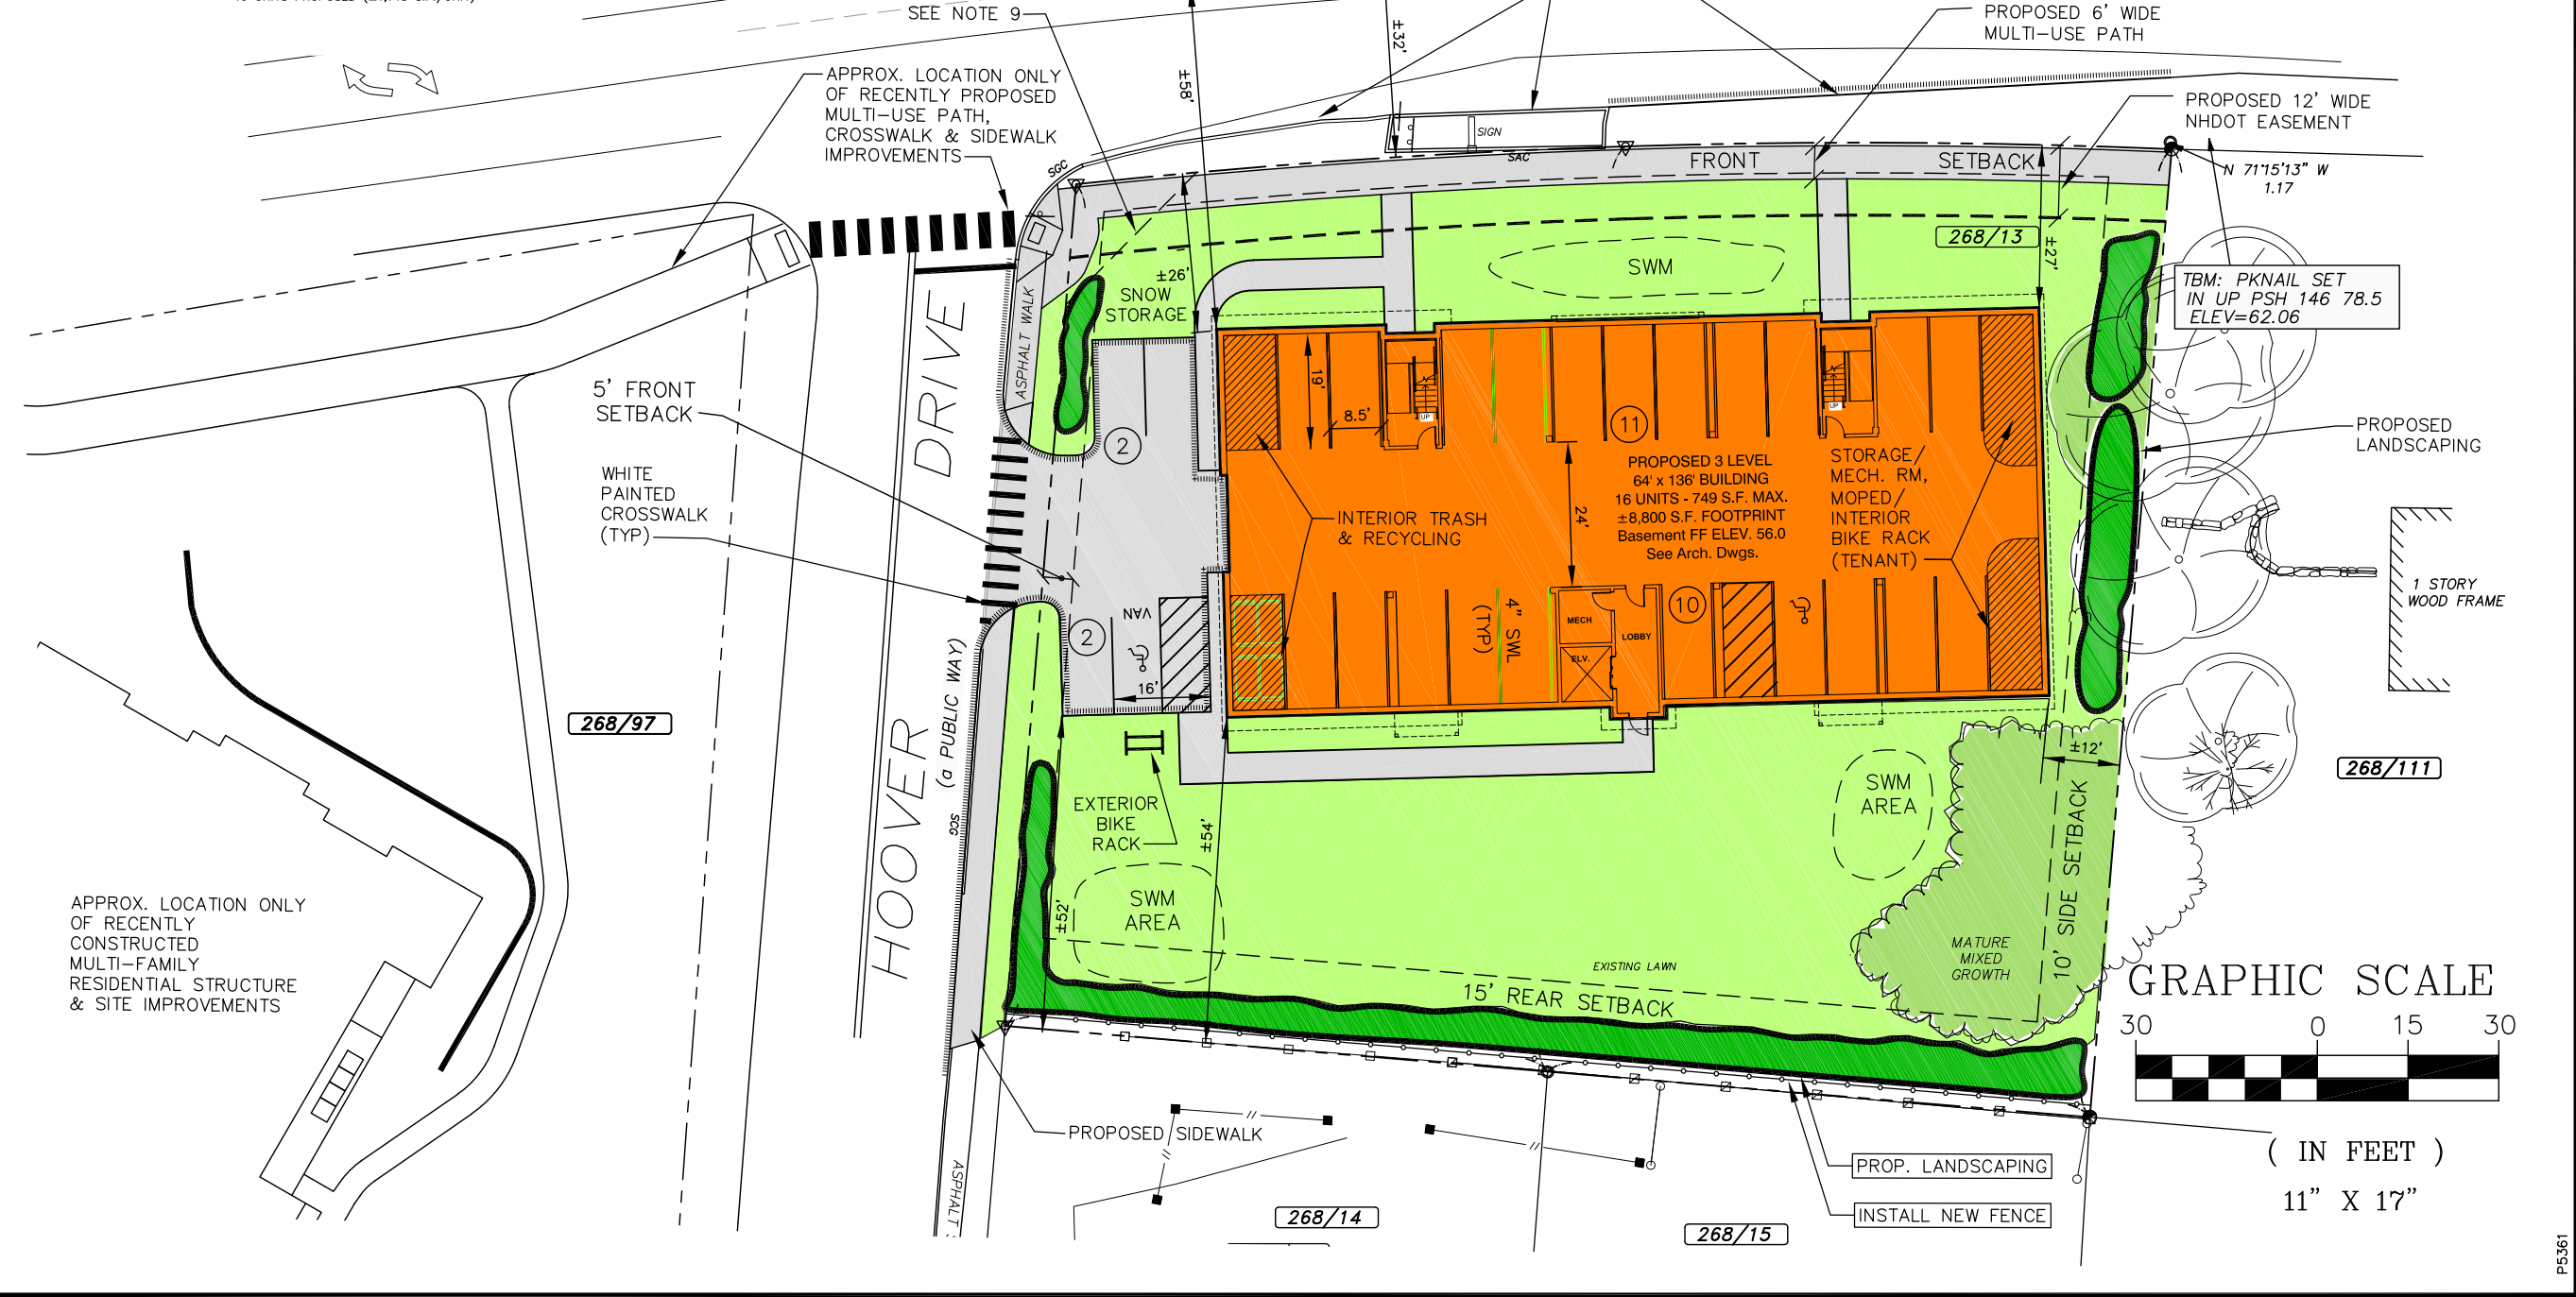 SEE NOTE 9
±58'
±32'
PROPOSED 6' WIDE
MULTI-USE PATH
APPROX. LOCATION ONLY
OF RECENTLY PROPOSED
MULTI-USE PATH,
CROSSWALK & SIDEWALK
IMPROVEMENTS
PROPOSED 12' WIDE
NHDOT EASEMENT
SIGN
SAC
SGC
FRONT SETBACK
N 71°15'13" W
1.17
268/13
±27'
TBM: PKNAIL SET
IN UP PSH 146 78.5
ELEV=62.06
±26'
SNOW
STORAGE
SWM
ASPHALT WALK
5' FRONT
SETBACK
WHITE
PAINTED
CROSSWALK
(TYP)
HOOVER DRIVE
(a PUBLIC WAY)
SCG
2
19'
8.5'
UP
11
UP
PROPOSED 3 LEVEL
64' x 136' BUILDING
16 UNITS - 749 S.F. MAX.
±8,800 S.F. FOOTPRINT
Basement FF ELEV. 56.0
See Arch. Dwgs.
24'
INTERIOR TRASH
& RECYCLING
STORAGE/
MECH. RM,
MOPED/
INTERIOR
BIKE RACK
(TENANT)
PROPOSED
LANDSCAPING
1 STORY
WOOD FRAME
2
VAN
16'
4" SWL
(TYP)
MECH
ELV.
LOBBY
10
268/97
±12'
268/111
EXTERIOR
BIKE
RACK
±54'
±52'
SWM
AREA
SWM
AREA
MATURE
MIXED
GROWTH
10' SIDE SETBACK
EXISTING LAWN
15' REAR SETBACK
APPROX. LOCATION ONLY
OF RECENTLY
CONSTRUCTED
MULTI-FAMILY
RESIDENTIAL STRUCTURE
& SITE IMPROVEMENTS
GRAPHIC SCALE
30 0 15 30
( IN FEET )
11" X 17"
PROPOSED SIDEWALK
ASPHALT
PROP. LANDSCAPING
INSTALL NEW FENCE
268/14
268/15
P5361